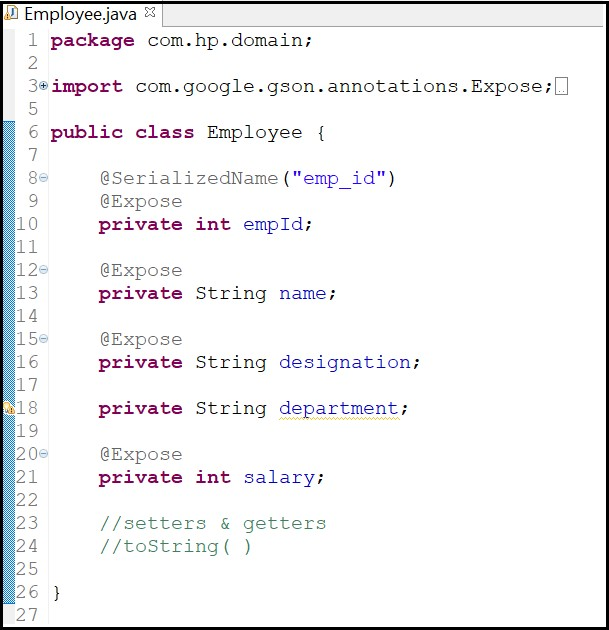 Employee.java
1 package com.hp.domain;
2
3 import com.google.gson.annotations.Expose;
5
6 public class Employee {
7
8 @SerializedName("emp_id")
9 @Expose
10 private int empId;
11
12 @Expose
13 private String name;
14
15 @Expose
16 private String designation;
17
18 private String department;
19
20 @Expose
21 private int salary;
22
23 //setters & getters
24 //toString( )
25
26 }
27